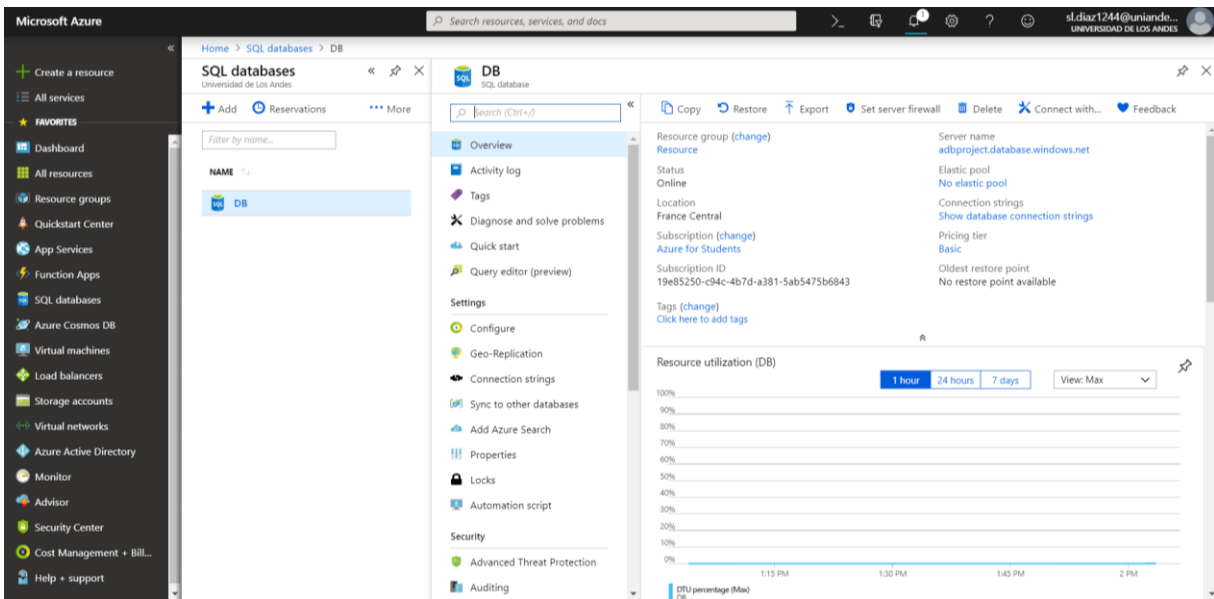 Microsoft Azure
Search resources, services, and docs
1
sl.diaz1244@uniande...
UNIVERSIDAD DE LOS ANDES
Create a resource
All services
FAVORITES
Dashboard
All resources
Resource groups
Quickstart Center
App Services
Function Apps
SQL databases
Azure Cosmos DB
Virtual machines
Load balancers
Storage accounts
Virtual networks
Azure Active Directory
Monitor
Advisor
Security Center
Cost Management + Bill...
Help + support
Home > SQL databases > DB
SQL databases
Universidad de Los Andes
Add Reservations ••• More
Filter by name...
NAME
DB
DB
SQL database
Search (Ctrl+/)
Overview
Activity log
Tags
Diagnose and solve problems
Quick start
Query editor (preview)
Settings
Configure
Geo-Replication
Connection strings
Sync to other databases
Add Azure Search
Properties
Locks
Automation script
Security
Advanced Threat Protection
Auditing
Copy Restore Export Set server firewall Delete Connect with... Feedback
Resource group (change)
Resource
Status
Online
Location
France Central
Subscription (change)
Azure for Students
Subscription ID
19e85250-c94c-4b7d-a381-5ab5475b6843
Tags (change)
Click here to add tags
Server name
adbproject.database.windows.net
Elastic pool
No elastic pool
Connection strings
Show database connection strings
Pricing tier
Basic
Oldest restore point
No restore point available
Resource utilization (DB)
1 hour 24 hours 7 days View: Max
100%
90%
80%
70%
60%
50%
40%
30%
20%
10%
0%
1:15 PM 1:30 PM 1:45 PM 2 PM
DTU percentage (Max)
DB